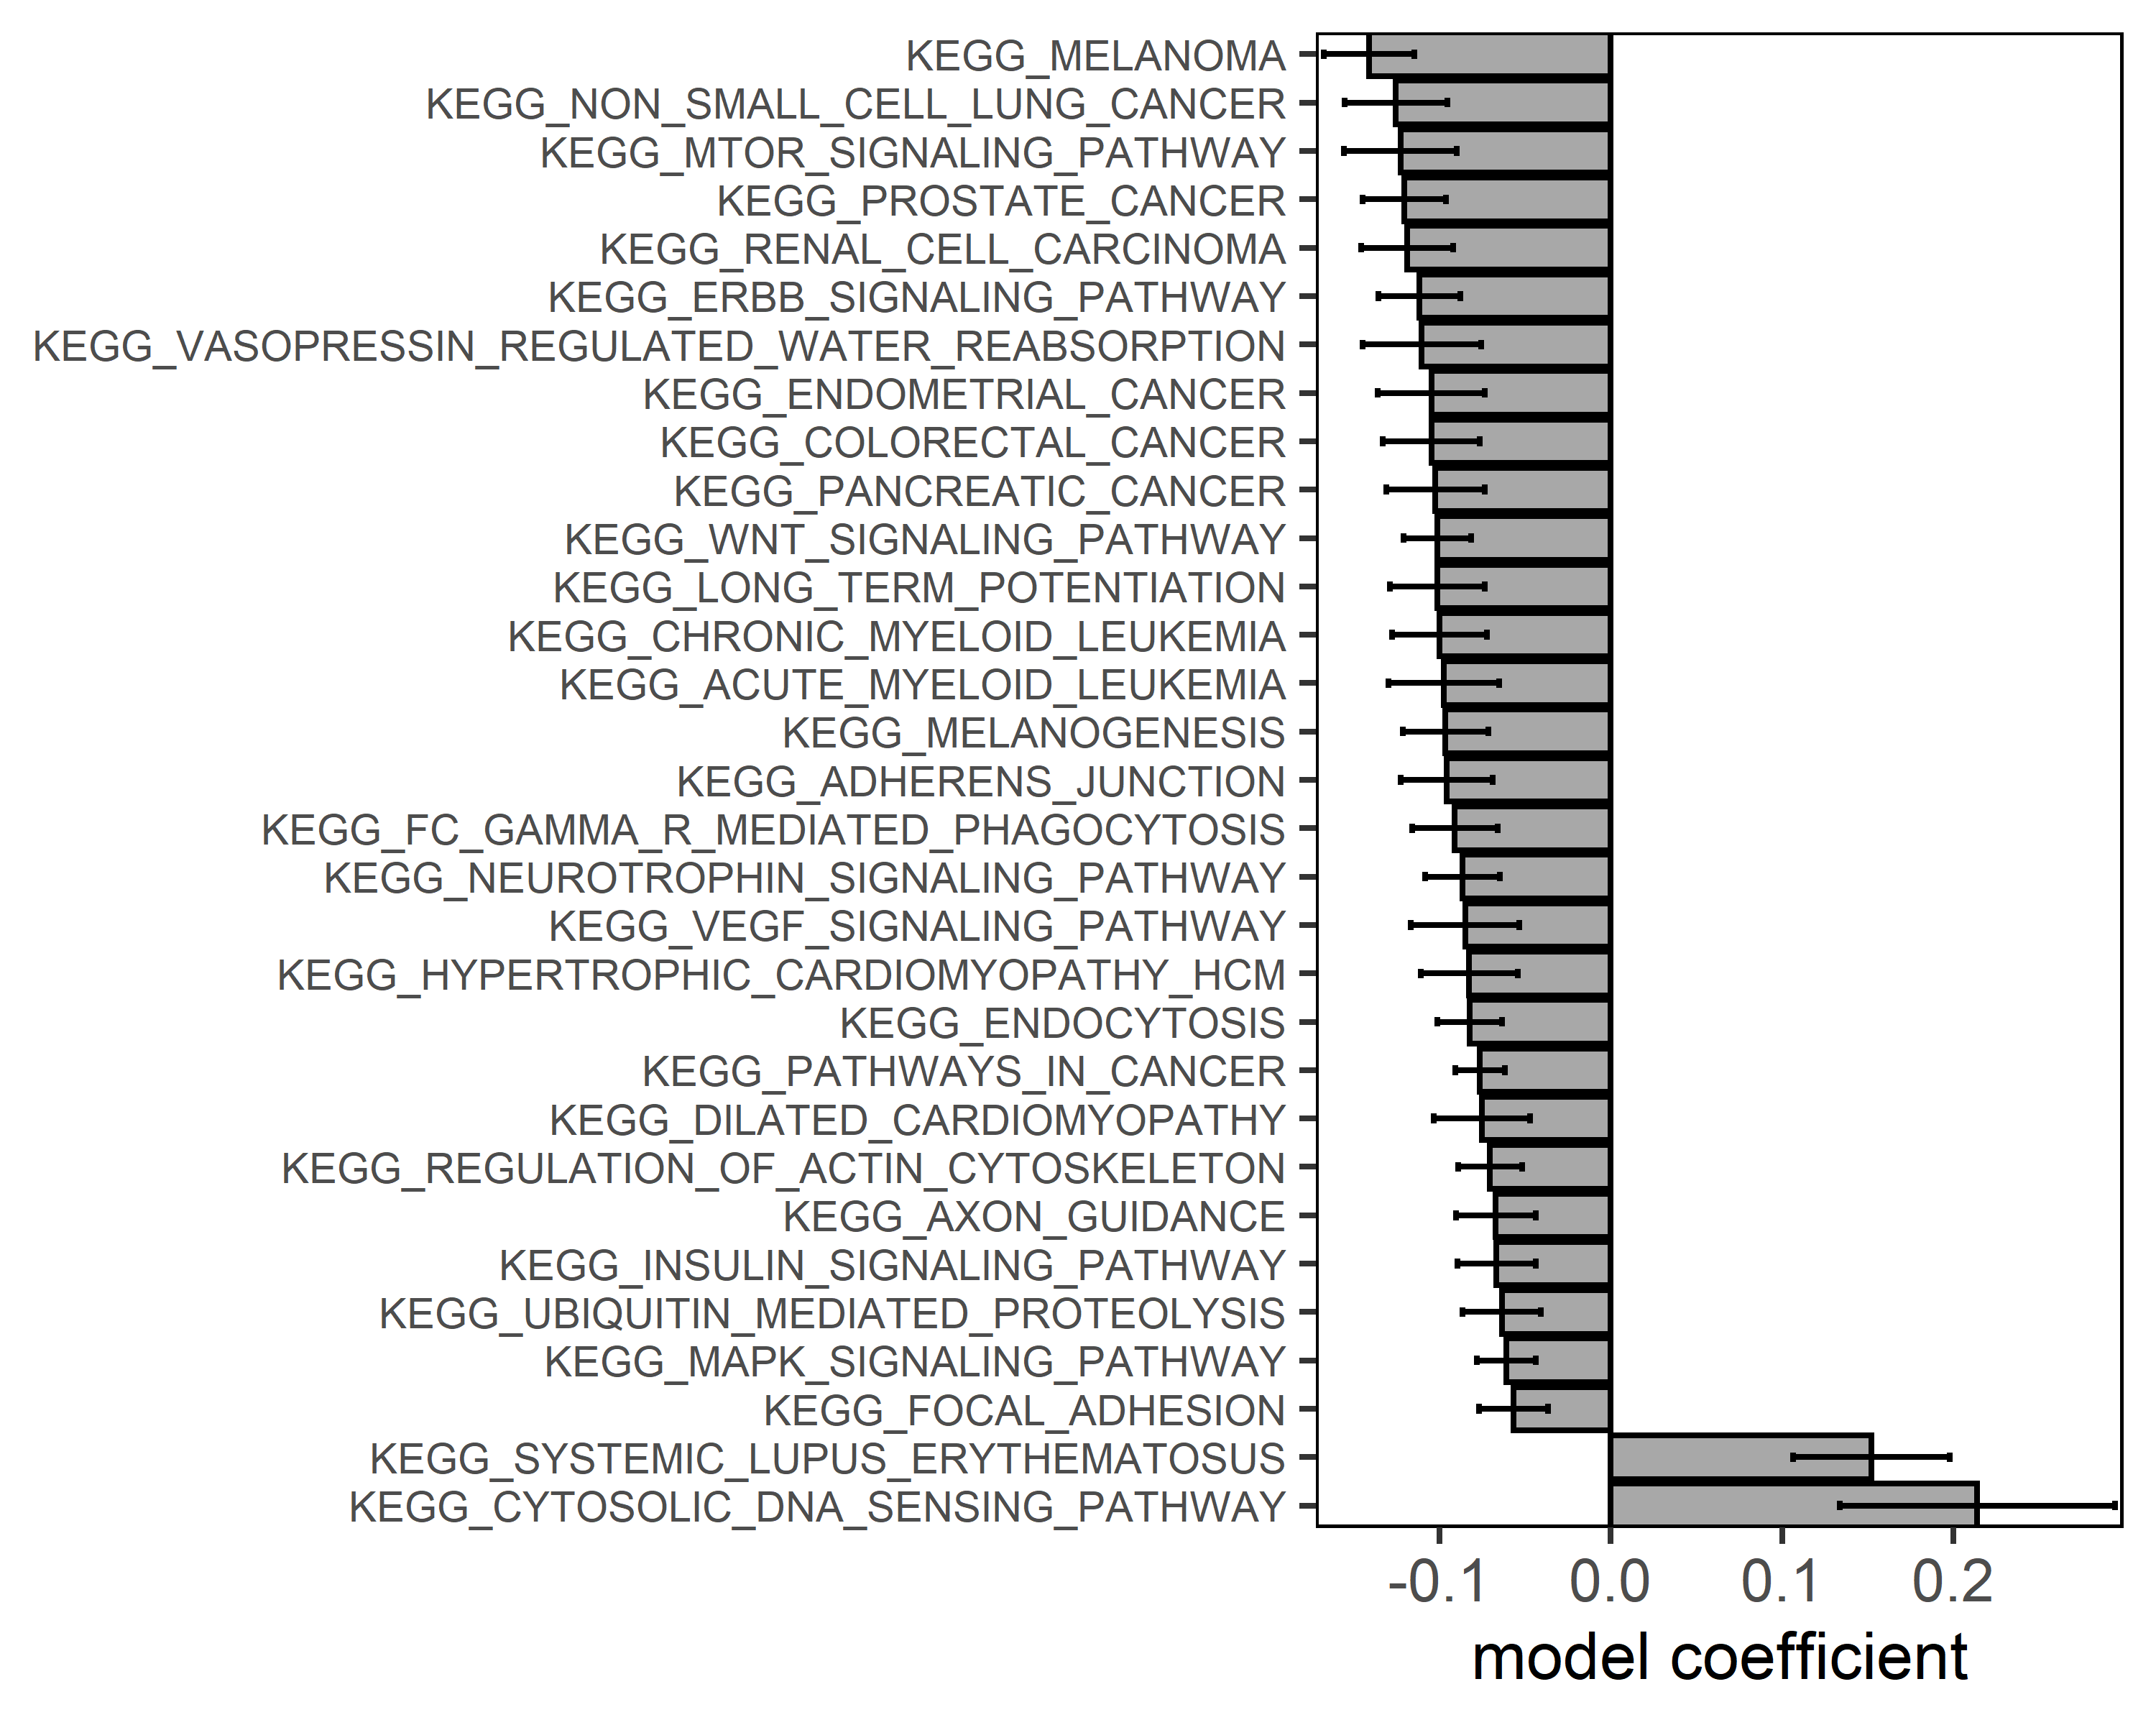 KEGG_MELANOMA
KEGG_NON_SMALL_CELL_LUNG_CANCER
KEGG_MTOR_SIGNALING_PATHWAY
KEGG_PROSTATE_CANCER
KEGG_RENAL_CELL_CARCINOMA
KEGG_ERBB_SIGNALING_PATHWAY
KEGG_VASOPRESSIN_REGULATED_WATER_REABSORPTION
KEGG_ENDOMETRIAL_CANCER
KEGG_COLORECTAL_CANCER
KEGG_PANCREATIC_CANCER
KEGG_WNT_SIGNALING_PATHWAY
KEGG_LONG_TERM_POTENTIATION
KEGG_CHRONIC_MYELOID_LEUKEMIA
KEGG_ACUTE_MYELOID_LEUKEMIA
KEGG_MELANOGENESIS
KEGG_ADHERENS_JUNCTION
KEGG_FC_GAMMA_R_MEDIATED_PHAGOCYTOSIS
KEGG_NEUROTROPHIN_SIGNALING_PATHWAY
KEGG_VEGF_SIGNALING_PATHWAY
KEGG_HYPERTROPHIC_CARDIOMYOPATHY_HCM
KEGG_ENDOCYTOSIS
KEGG_PATHWAYS_IN_CANCER
KEGG_DILATED_CARDIOMYOPATHY
KEGG_REGULATION_OF_ACTIN_CYTOSKELETON
KEGG_AXON_GUIDANCE
KEGG_INSULIN_SIGNALING_PATHWAY
KEGG_UBIQUITIN_MEDIATED_PROTEOLYSIS
KEGG_MAPK_SIGNALING_PATHWAY
KEGG_FOCAL_ADHESION
KEGG_SYSTEMIC_LUPUS_ERYTHEMATOSUS
KEGG_CYTOSOLIC_DNA_SENSING_PATHWAY
-0.1 0.0 0.1 0.2
model coefficient